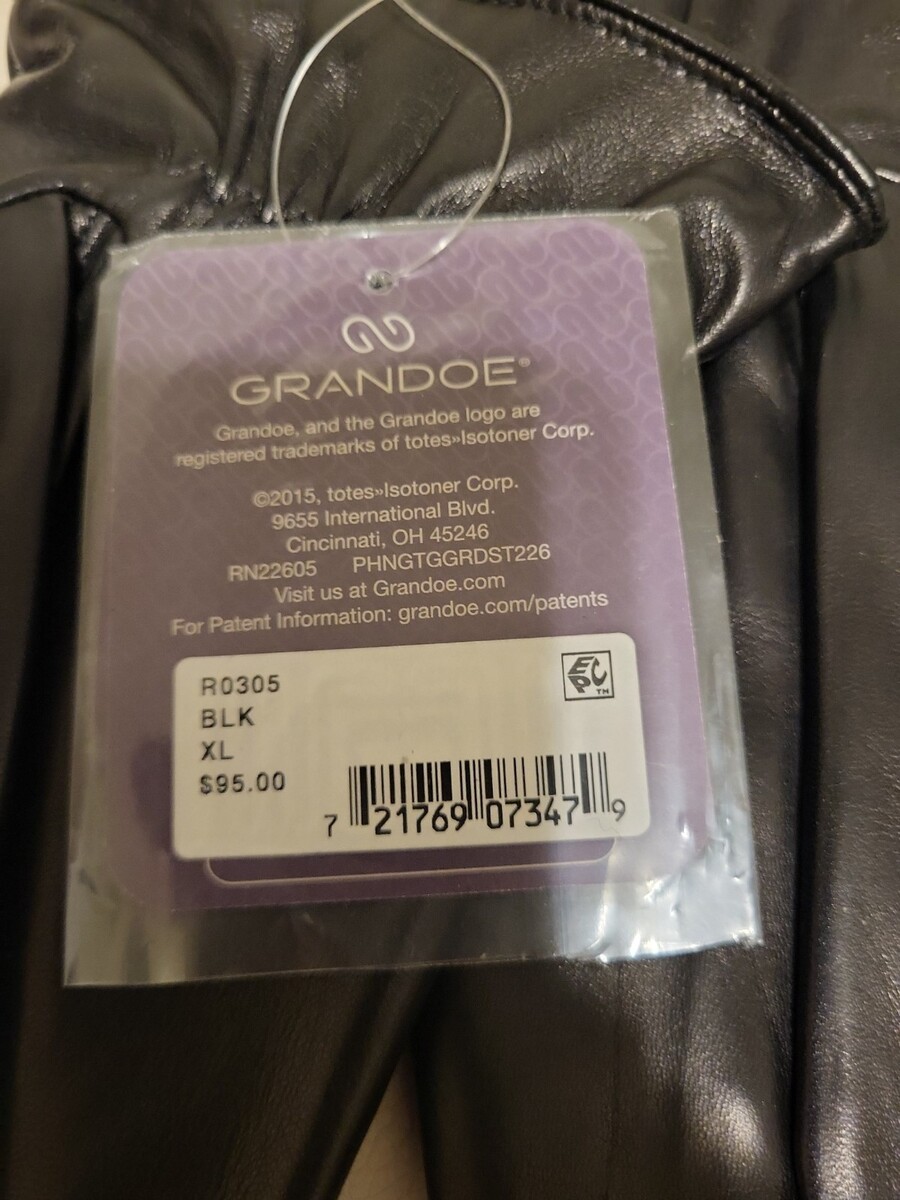 GRANDOE®
Grandoe, and the Grandoe logo are
registered trademarks of totes»Isotoner Corp.
©2015, totes»Isotoner Corp.
9655 International Blvd.
Cincinnati, OH 45246
RN22605 PHNGTGGRDST226
Visit us at Grandoe.com
For Patent Information: grandoe.com/patents
R0305
EPC™
BLK
XL
$95.00
7 21769 07347 9